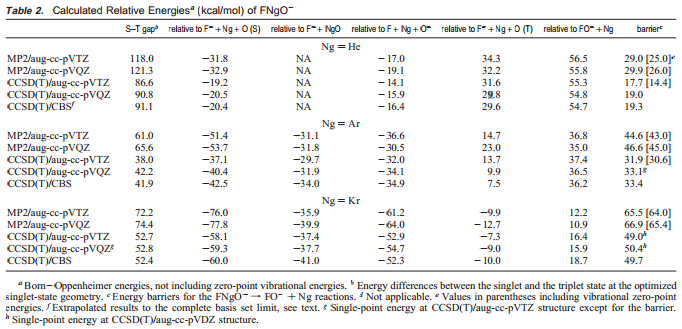 Table 2. Calculated Relative Energiesᵃ (kcal/mol) of FNgO⁻
S–T gapᵇ relative to F⁻ + Ng + O (S) relative to F⁻ + NgO relative to F + Ng + O⁻ relative to F⁻ + Ng + O (T) relative to FO⁻ + Ng barrierᶜ
Ng = He
MP2/aug-cc-pVTZ 118.0 −31.8 NA −17.0 34.3 56.5 29.0 [25.0]ᵉ
MP2/aug-cc-pVQZ 121.3 −32.9 NA −19.1 32.2 55.8 29.9 [26.0]
CCSD(T)/aug-cc-pVTZ 86.6 −19.2 NA −14.1 31.6 55.3 17.7 [14.4]
CCSD(T)/aug-cc-pVQZ 90.8 −20.5 NA −15.9 29.8 54.8 19.0
CCSD(T)/CBSᶠ 91.1 −20.4 NA −16.4 29.6 54.7 19.3
Ng = Ar
MP2/aug-cc-pVTZ 61.0 −51.4 −31.1 −36.6 14.7 36.8 44.6 [43.0]
MP2/aug-cc-pVQZ 65.6 −53.7 −31.8 −30.5 23.0 35.0 46.6 [45.0]
CCSD(T)/aug-cc-pVTZ 38.0 −37.1 −29.7 −32.0 13.7 37.4 31.9 [30.6]
CCSD(T)/aug-cc-pVQZ 42.2 −40.4 −31.9 −34.1 9.9 36.5 33.1ᵍ
CCSD(T)/CBS 41.9 −42.5 −34.0 −34.9 7.5 36.2 33.4
Ng = Kr
MP2/aug-cc-pVTZ 72.2 −76.0 −35.9 −61.2 −9.9 12.2 65.5 [64.0]
MP2/aug-cc-pVQZ 74.4 −77.8 −39.9 −64.0 −12.7 10.9 66.9 [65.4]
CCSD(T)/aug-cc-pVTZ 52.7 −58.1 −37.4 −52.9 −7.3 16.4 49.0ʰ
CCSD(T)/aug-cc-pVQZᵍ 52.8 −59.3 −37.7 −54.7 −9.0 15.9 50.4ʰ
CCSD(T)/CBS 52.4 −60.0 −41.0 −52.3 −10.0 18.7 49.7
ᵃ Born−Oppenheimer energies, not including zero-point vibrational energies. ᵇ Energy differences between the singlet and the triplet state at the optimized
singlet-state geometry. ᶜ Energy barriers for the FNgO⁻ → FO⁻ + Ng reactions. ᵈ Not applicable. ᵉ Values in parentheses including vibrational zero-point
energies. ᶠ Extrapolated results to the complete basis set limit, see text. ᵍ Single-point energy at CCSD(T)/aug-cc-pVTZ structure except for the barrier.
ʰ Single-point energy at CCSD(T)/aug-cc-pVDZ structure.